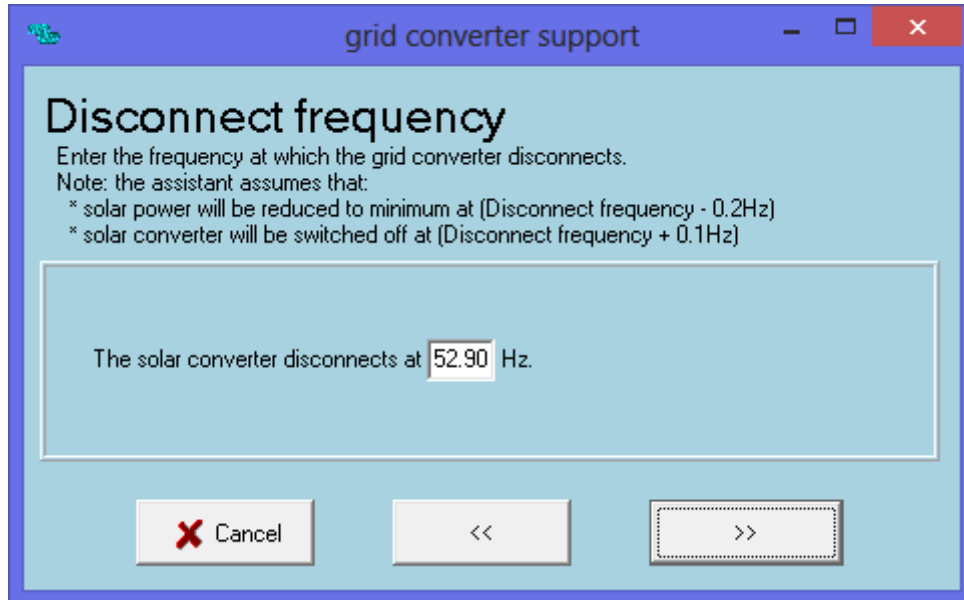 grid converter support
Disconnect frequency
Enter the frequency at which the grid converter disconnects.
Note: the assistant assumes that:
* solar power will be reduced to minimum at (Disconnect frequency - 0.2Hz)
* solar converter will be switched off at (Disconnect frequency + 0.1Hz)
The solar converter disconnects at 52.90 Hz.
Cancel << >>